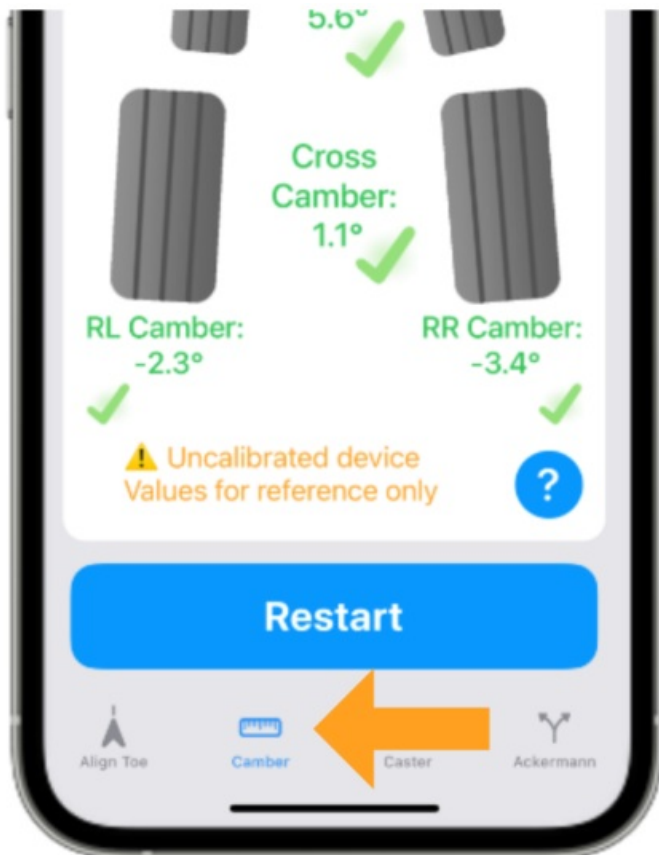 5.6°
Cross
Camber:
1.1°
RL Camber:
-2.3°
RR Camber:
-3.4°
Uncalibrated device
Values for reference only
?
Restart
Align Toe
Camber
Caster
Ackermann